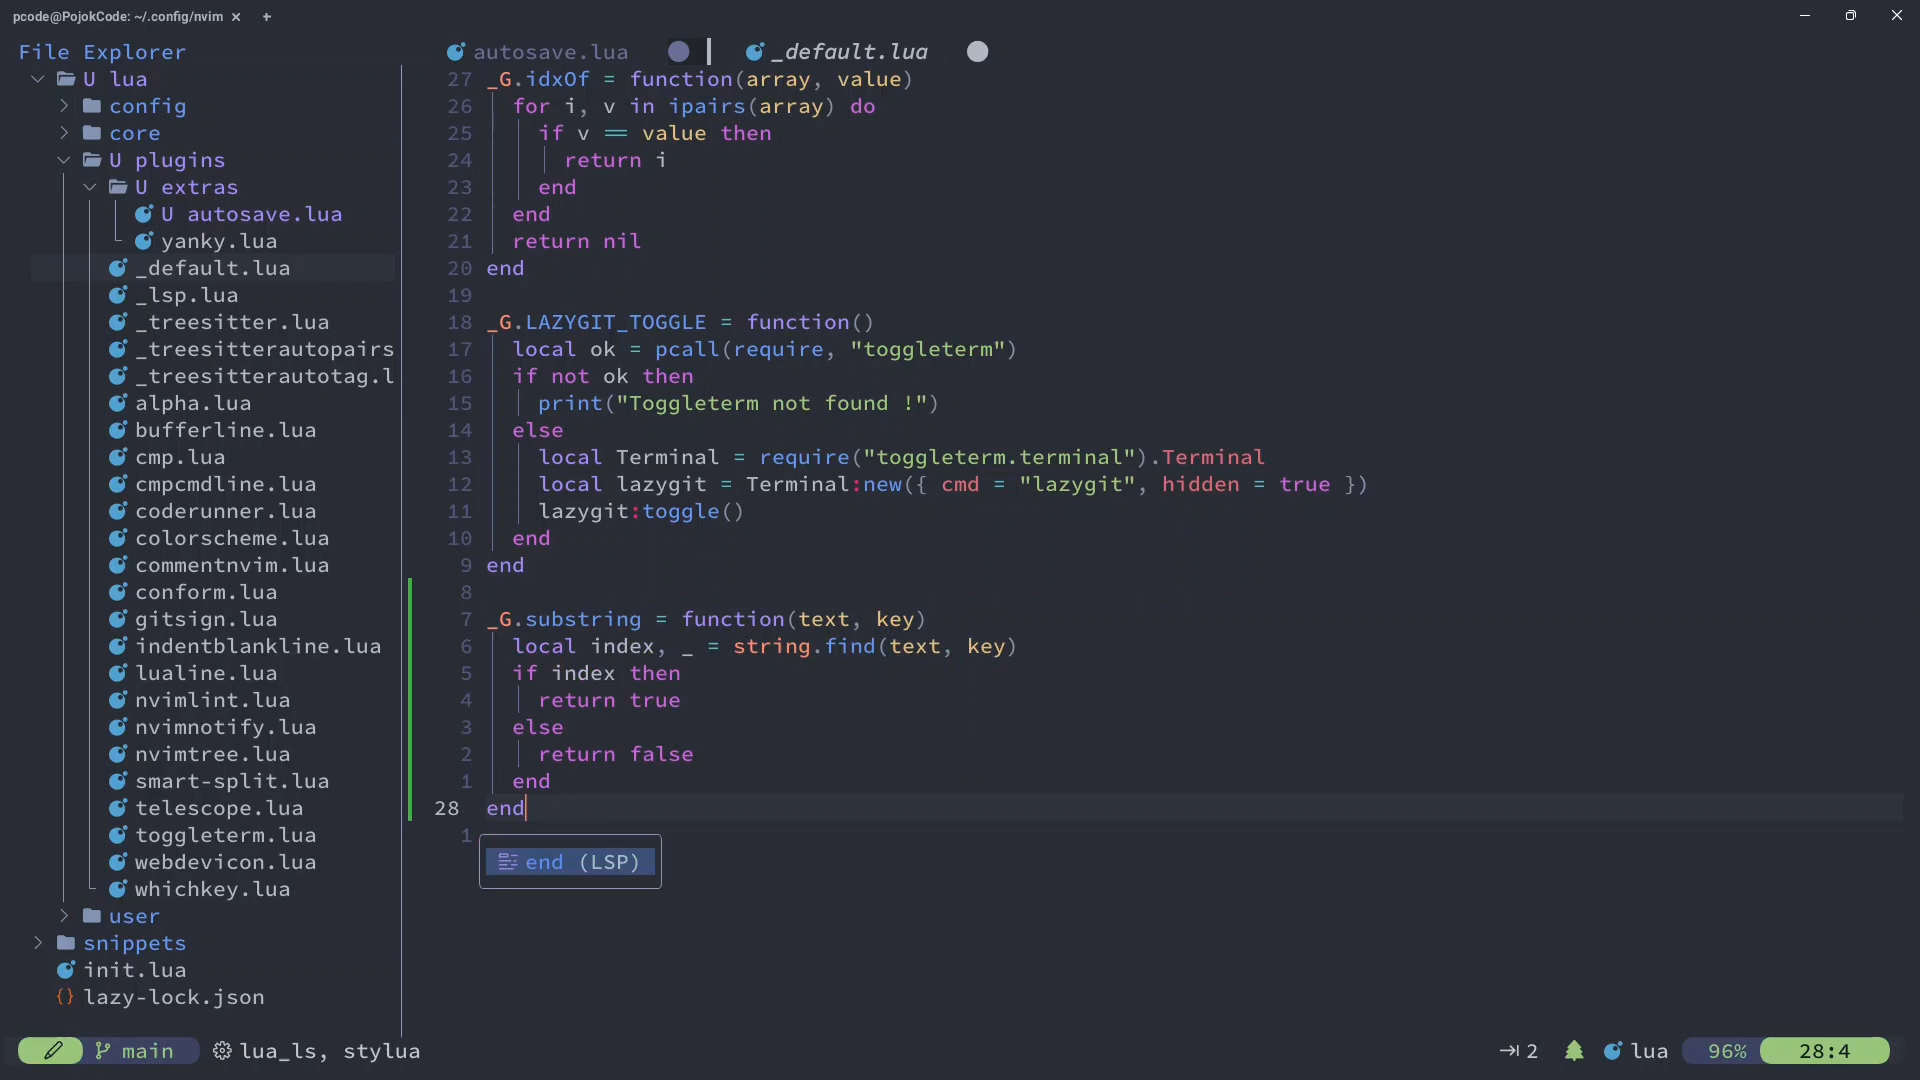 pcode@PojokCode: ~/.config/nvim × +
File Explorer
U lua
config
core
U plugins
U extras
U autosave.lua
yanky.lua
_default.lua
_lsp.lua
_treesitter.lua
_treesitterautopairs
_treesitterautotag.l
alpha.lua
bufferline.lua
cmp.lua
cmpcmdline.lua
coderunner.lua
colorscheme.lua
commentnvim.lua
conform.lua
gitsign.lua
indentblankline.lua
lualine.lua
nvimlint.lua
nvimnotify.lua
nvimtree.lua
smart-split.lua
telescope.lua
toggleterm.lua
webdevicon.lua
whichkey.lua
user
snippets
init.lua
{} lazy-lock.json
autosave.lua _default.lua
27 _G.idxOf = function(array, value)
26 for i, v in ipairs(array) do
25 if v == value then
24 return i
23 end
22 end
21 return nil
20 end
19
18 _G.LAZYGIT_TOGGLE = function()
17 local ok = pcall(require, "toggleterm")
16 if not ok then
15 print("Toggleterm not found !")
14 else
13 local Terminal = require("toggleterm.terminal").Terminal
12 local lazygit = Terminal:new({ cmd = "lazygit", hidden = true })
11 lazygit:toggle()
10 end
9 end
8
7 _G.substring = function(text, key)
6 local index, _ = string.find(text, key)
5 if index then
4 return true
3 else
2 return false
1 end
28 end
1
end (LSP)
main lua_ls, stylua 2 lua 96% 28:4